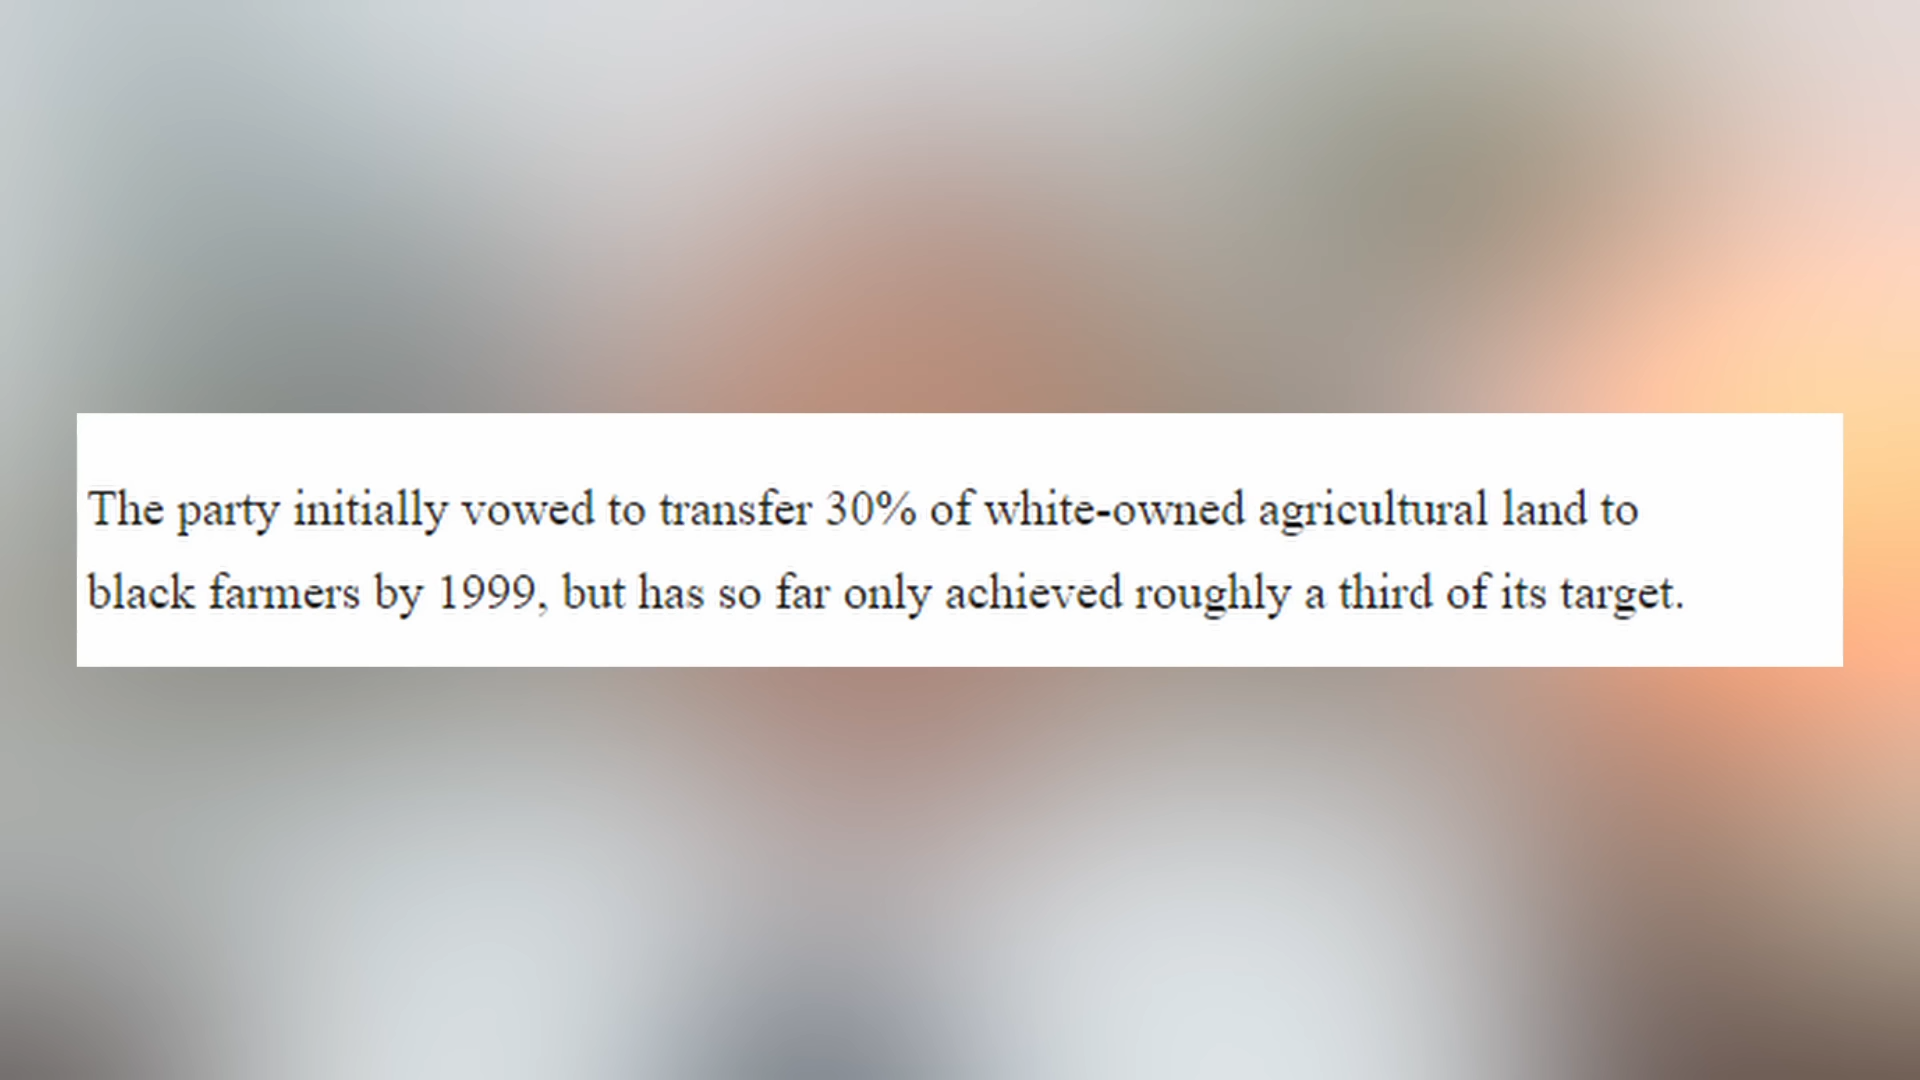 The party initially vowed to transfer 30% of white-owned agricultural land to
black farmers by 1999, but has so far only achieved roughly a third of its target.